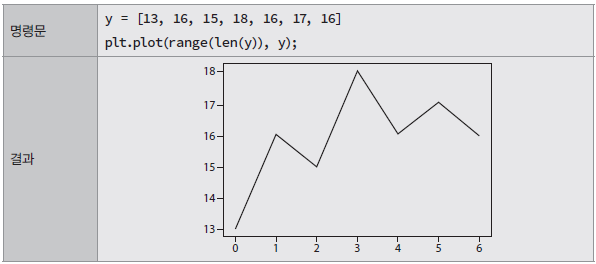 명령문
y = [13, 16, 15, 18, 16, 17, 16]
plt.plot(range(len(y)), y);
결과
18
17
16
15
14
13
0 1 2 3 4 5 6